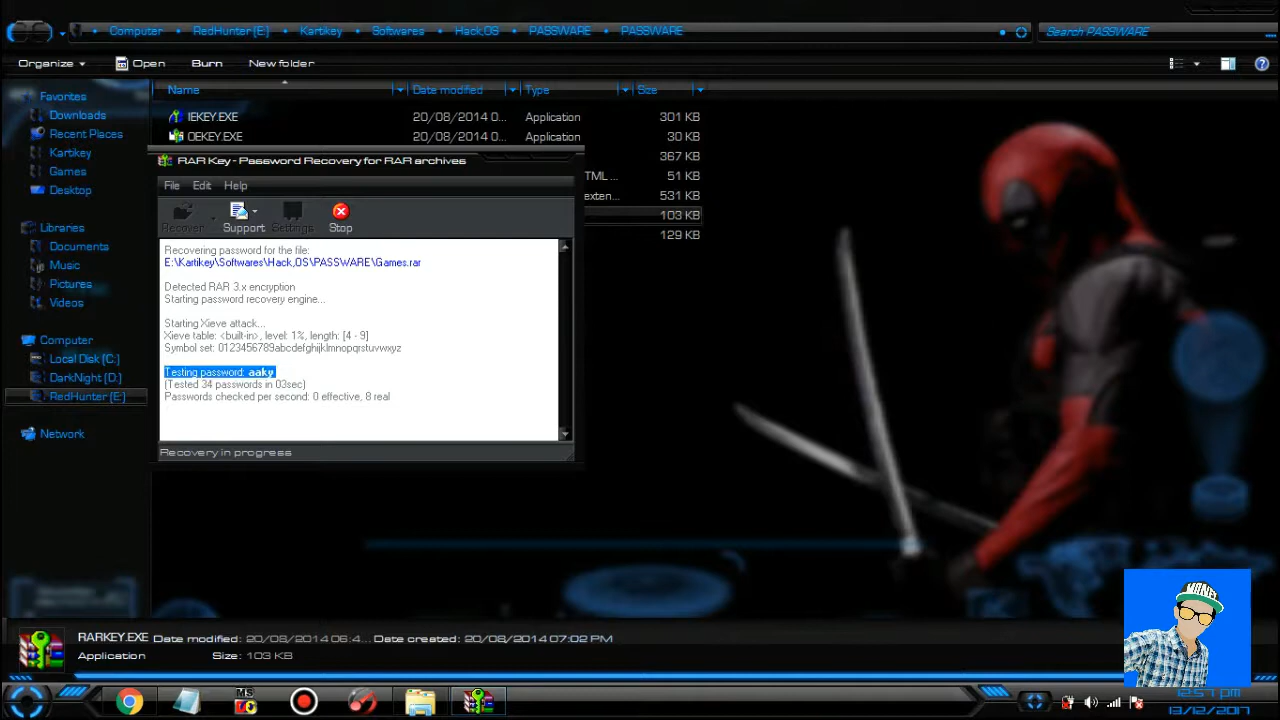 Computer RedHunter (E:) Kartikey Softwares Hack,OS PASSWARE PASSWARE Search PASSWARE
Organize Open Burn New folder
Name Date modified Type Size
Favorites
Downloads
Recent Places
Kartikey
Games
Desktop
Libraries
Documents
Music
Pictures
Videos
Computer
Local Disk (C:)
DarkNight (D:)
RedHunter (E:)
Network
IEKEY.EXE 20/08/2014 0... Application 301 KB
OEKEY.EXE 20/08/2014 0... Application 30 KB
367 KB
TML ... 51 KB
exten... 531 KB
103 KB
129 KB
RAR Key - Password Recovery for RAR archives
File Edit Help
Recover Support Settings Stop
Recovering password for the file:
E:\Kartikey\Softwares\Hack,OS\PASSWARE\Games.rar
Detected RAR 3.x encryption
Starting password recovery engine...
Starting Xieve attack...
Xieve table: <built-in>, level: 1%, length: [4 - 9]
Symbol set: 0123456789abcdefghijklmnopqrstuvwxyz
Testing password: aaky
(Tested 34 passwords in 03sec)
Passwords checked per second: 0 effective, 8 real
Recovery in progress
RARKEY.EXE Date modified: 20/08/2014 06:4... Date created: 20/08/2014 07:02 PM
Application Size: 103 KB
12:57 PM
13/12/2017